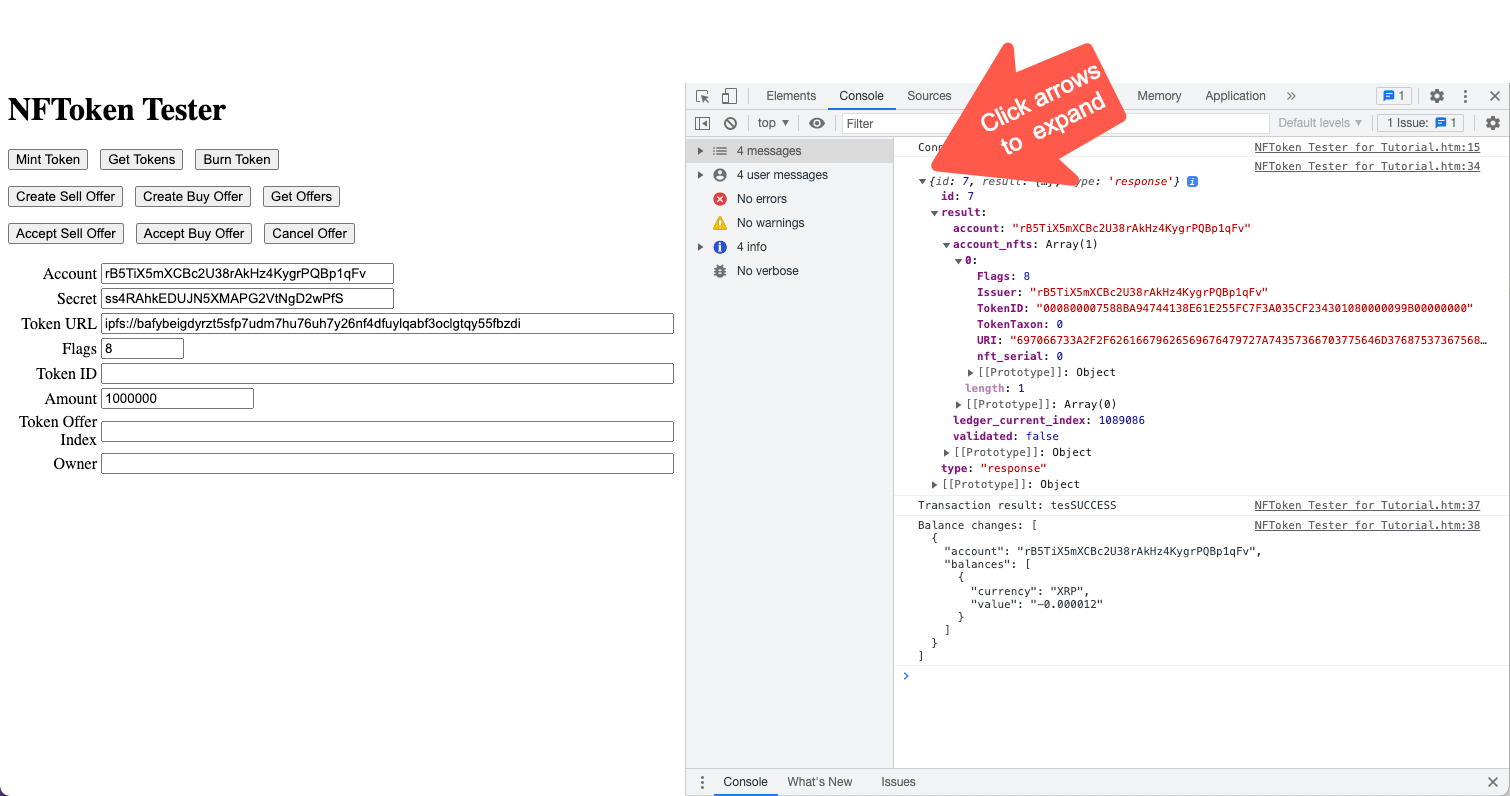 NFToken Tester
Mint Token Get Tokens Burn Token
Create Sell Offer Create Buy Offer Get Offers
Accept Sell Offer Accept Buy Offer Cancel Offer
Account rB5TiX5mXCBc2U38rAkHz4KygrPQBp1qFv
Secret ss4RAhkEDUJN5XMAPG2VtNgD2wPfS
Token URL ipfs://bafybeigdyrzt5sfp7udm7hu76uh7y26nf4dfuylqabf3oclgtqy55fbzdi
Flags 8
Token ID
Amount 1000000
Token Offer
Index
Owner
Click arrows
to expand
Elements Console Sources Memory Application » 1
top ▼ Filter Default levels ▼ 1 Issue: 1
4 messages
4 user messages
No errors
No warnings
4 info
No verbose
NFToken Tester for Tutorial.htm:15
NFToken Tester for Tutorial.htm:34
{id: 7, result: 'response'}
id: 7
result:
account: "rB5TiX5mXCBc2U38rAkHz4KygrPQBp1qFv"
account_nfts: Array(1)
0:
Flags: 8
Issuer: "rB5TiX5mXCBc2U38rAkHz4KygrPQBp1qFv"
TokenID: "000800007588BA94744138E61E255FC7F3A035CF234301080000099B00000000"
TokenTaxon: 0
URI: "697066733A2F2F62616679626569676479727A74357366703775646D37687537367568…
nft_serial: 0
[[Prototype]]: Object
length: 1
[[Prototype]]: Array(0)
ledger_current_index: 1089086
validated: false
[[Prototype]]: Object
type: "response"
[[Prototype]]: Object
Transaction result: tesSUCCESS NFToken Tester for Tutorial.htm:37
Balance changes: [ NFToken Tester for Tutorial.htm:38
{
"account": "rB5TiX5mXCBc2U38rAkHz4KygrPQBp1qFv",
"balances": [
{
"currency": "XRP",
"value": "-0.000012"
}
]
}
]
Console What's New Issues